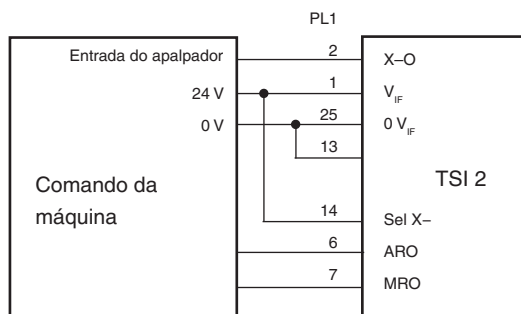 PL1
Entrada do apalpador 2 X–O
24 V 1 V_IF
0 V 25 0 V_IF
13
TSI 2
Comando da
máquina
14 Sel X–
6 ARO
7 MRO